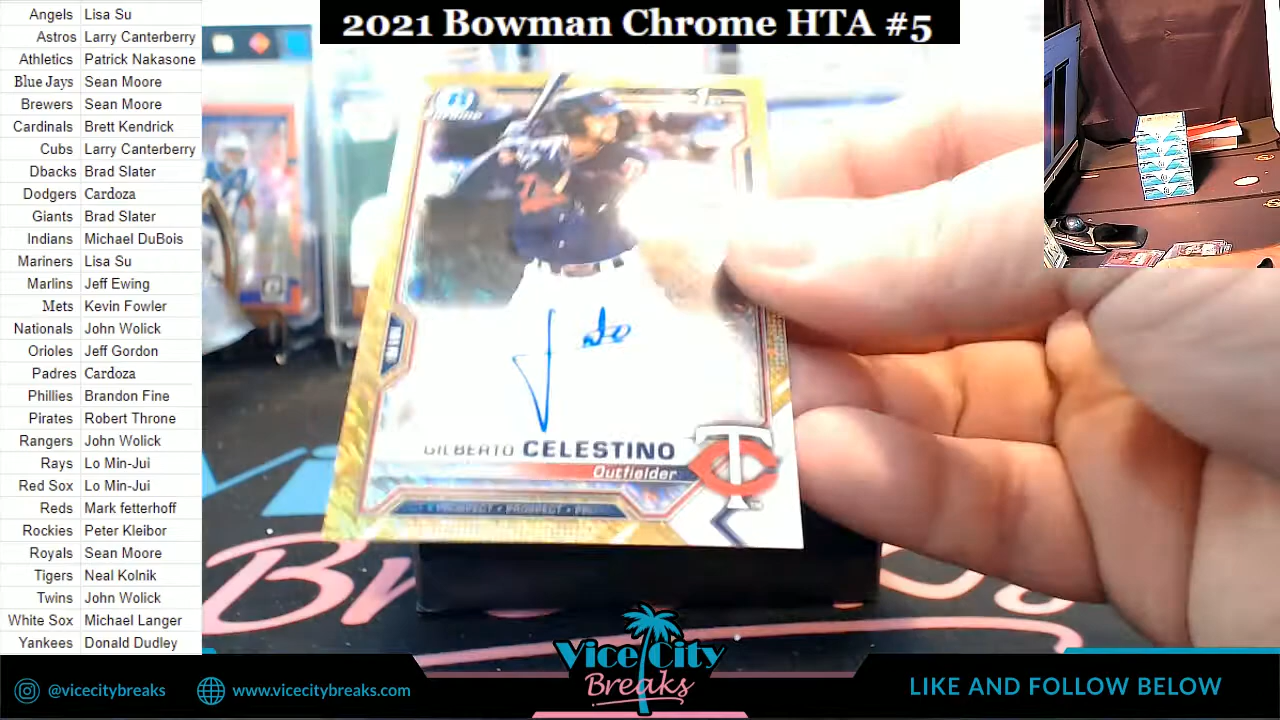 2021 Bowman Chrome HTA #5
Angels Lisa Su
Astros Larry Canterberry
Athletics Patrick Nakasone
Blue Jays Sean Moore
Brewers Sean Moore
Cardinals Brett Kendrick
Cubs Larry Canterberry
Dbacks Brad Slater
Dodgers Cardoza
Giants Brad Slater
Indians Michael DuBois
Mariners Lisa Su
Marlins Jeff Ewing
Mets Kevin Fowler
Nationals John Wolick
Orioles Jeff Gordon
Padres Cardoza
Phillies Brandon Fine
Pirates Robert Throne
Rangers John Wolick
Rays Lo Min-Jui
Red Sox Lo Min-Jui
Reds Mark fetterhoff
Rockies Peter Kleibor
Royals Sean Moore
Tigers Neal Kolnik
Twins John Wolick
White Sox Michael Langer
Yankees Donald Dudley
Chrome
GILBERTO CELESTINO
Outfielder
PROSPECT • PROSPECT
Vice City
Breaks
@vicecitybreaks
www.vicecitybreaks.com
LIKE AND FOLLOW BELOW